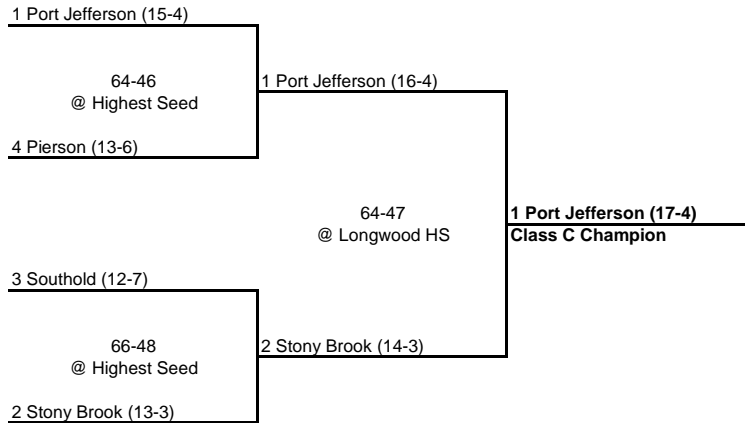 1 Port Jefferson (15-4)
64-46
@ Highest Seed
1 Port Jefferson (16-4)
4 Pierson (13-6)
64-47
@ Longwood HS
1 Port Jefferson (17-4)
Class C Champion
3 Southold (12-7)
66-48
@ Highest Seed
2 Stony Brook (14-3)
2 Stony Brook (13-3)